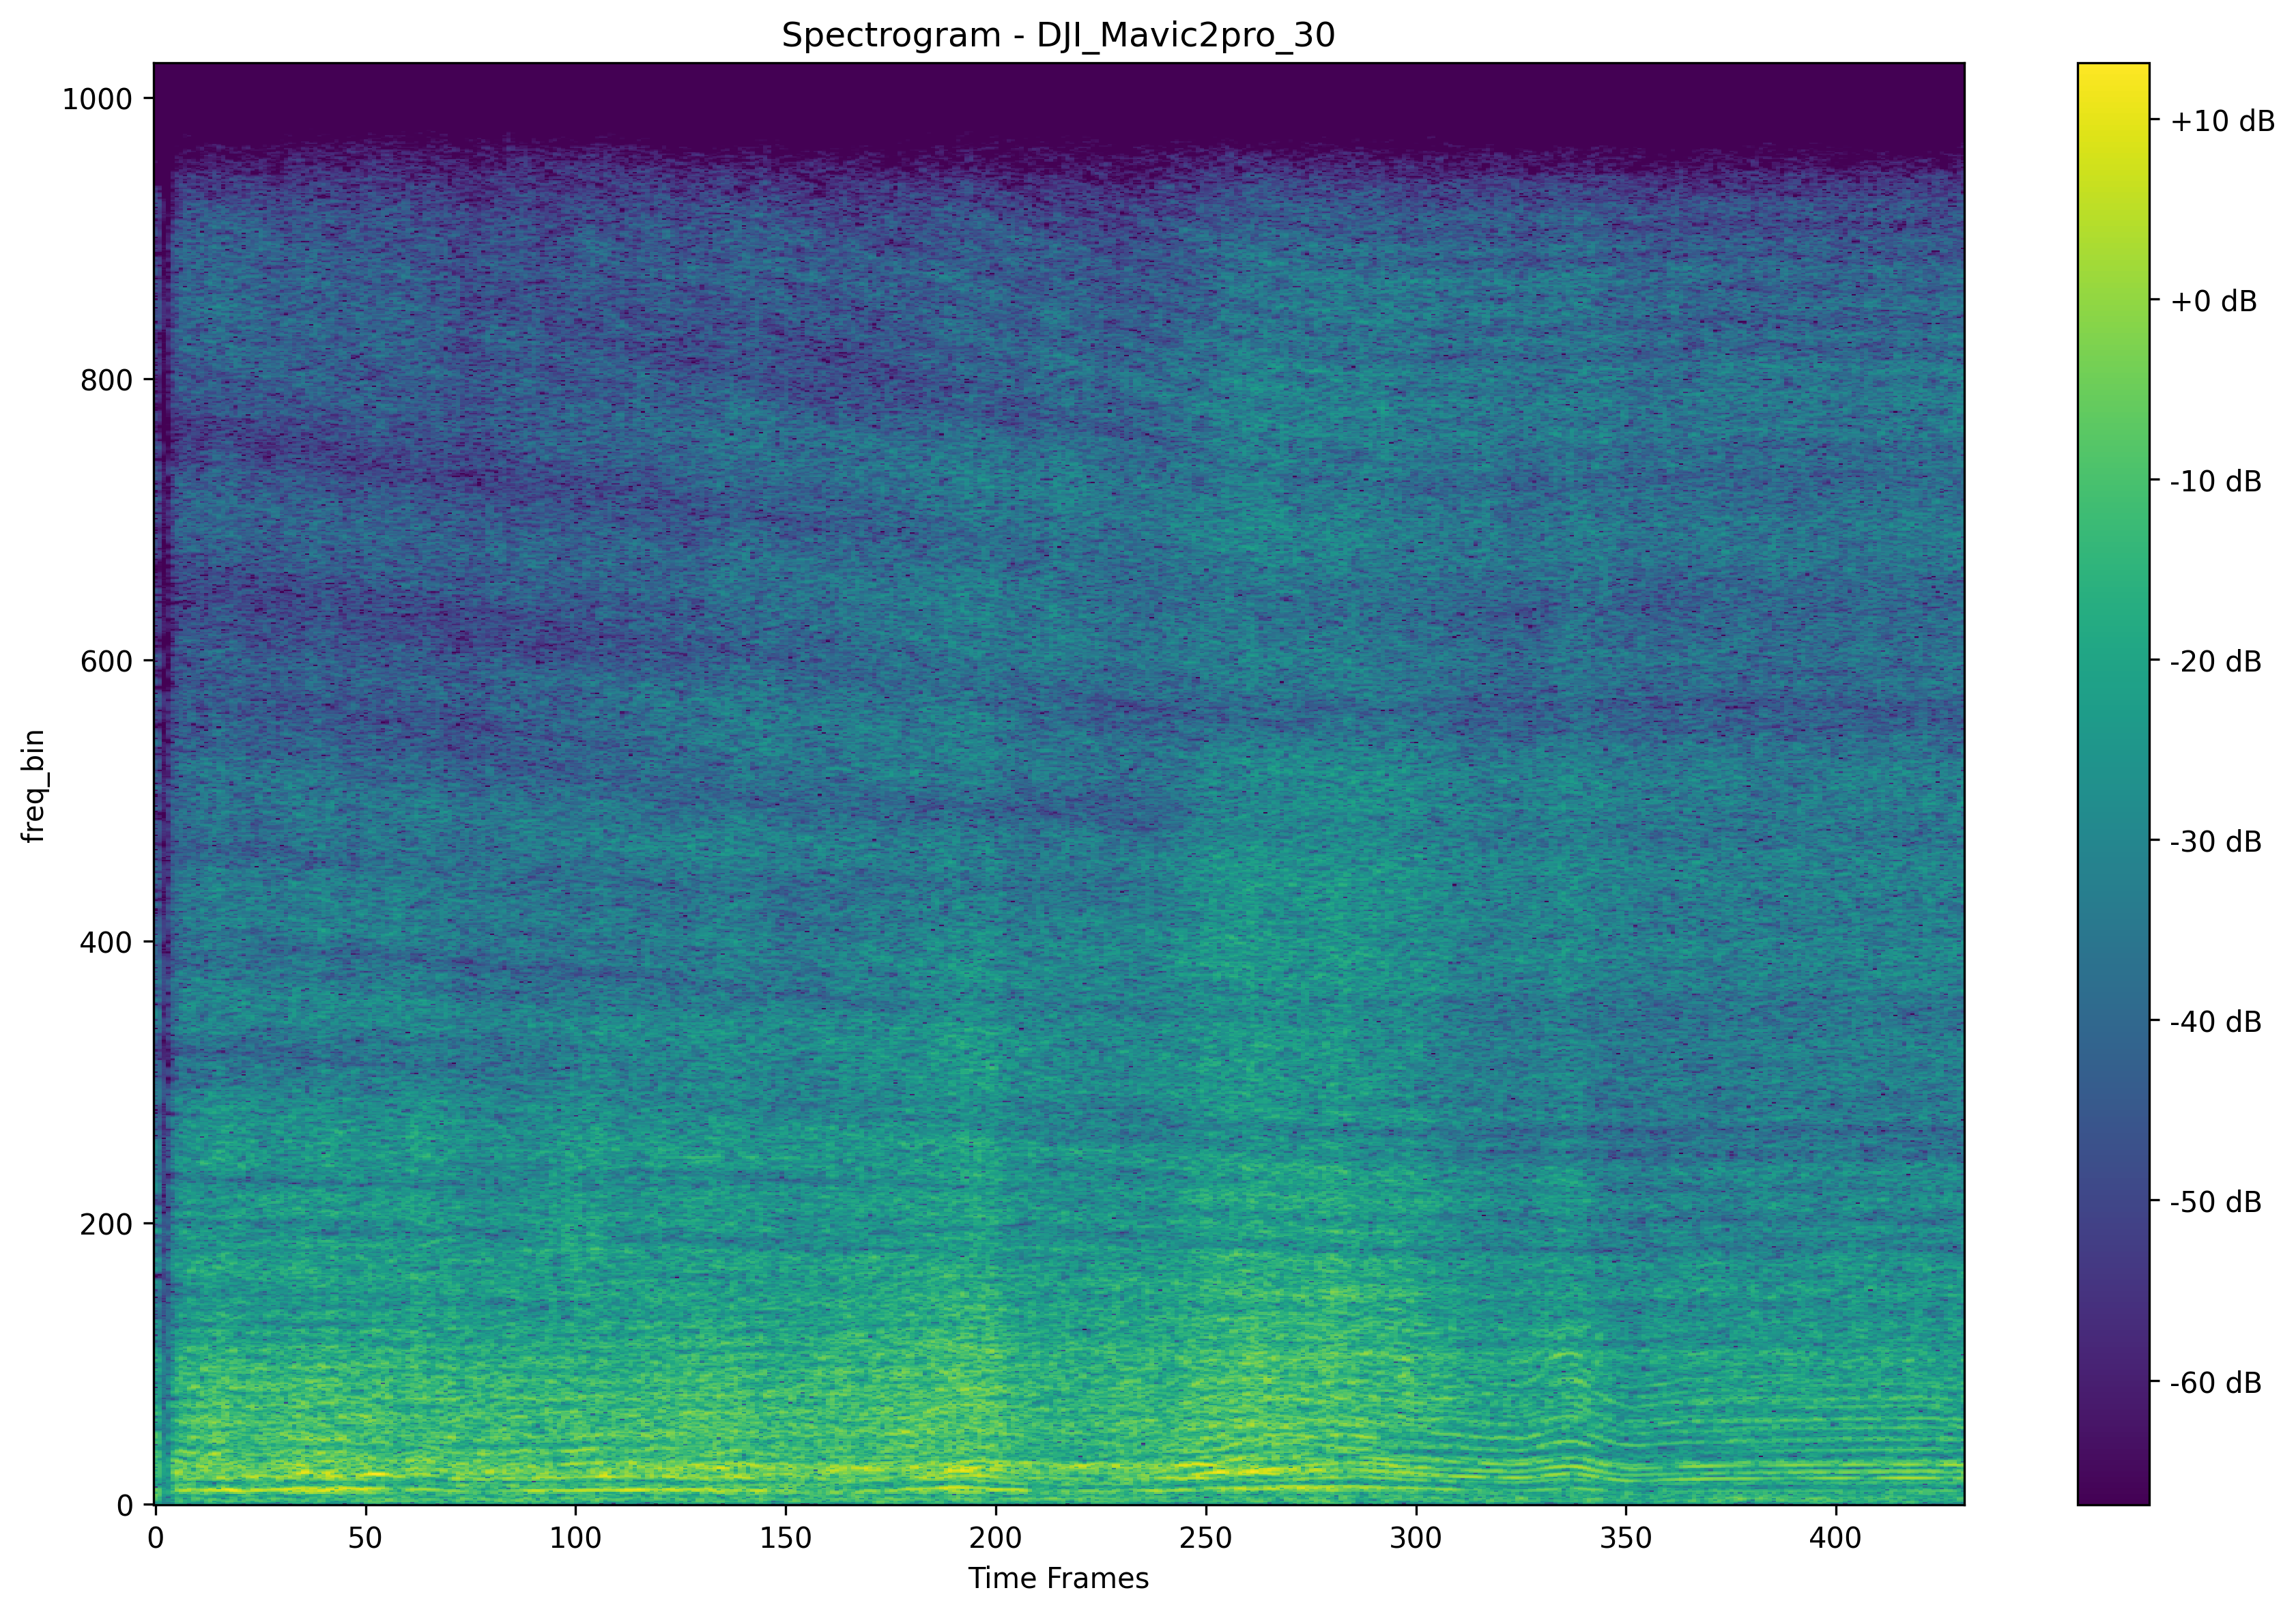 Spectrogram - DJI_Mavic2pro_30
1000
800
600
400
200
0
freq_bin
0 50 100 150 200 250 300 350 400
Time Frames
+10 dB
+0 dB
-10 dB
-20 dB
-30 dB
-40 dB
-50 dB
-60 dB